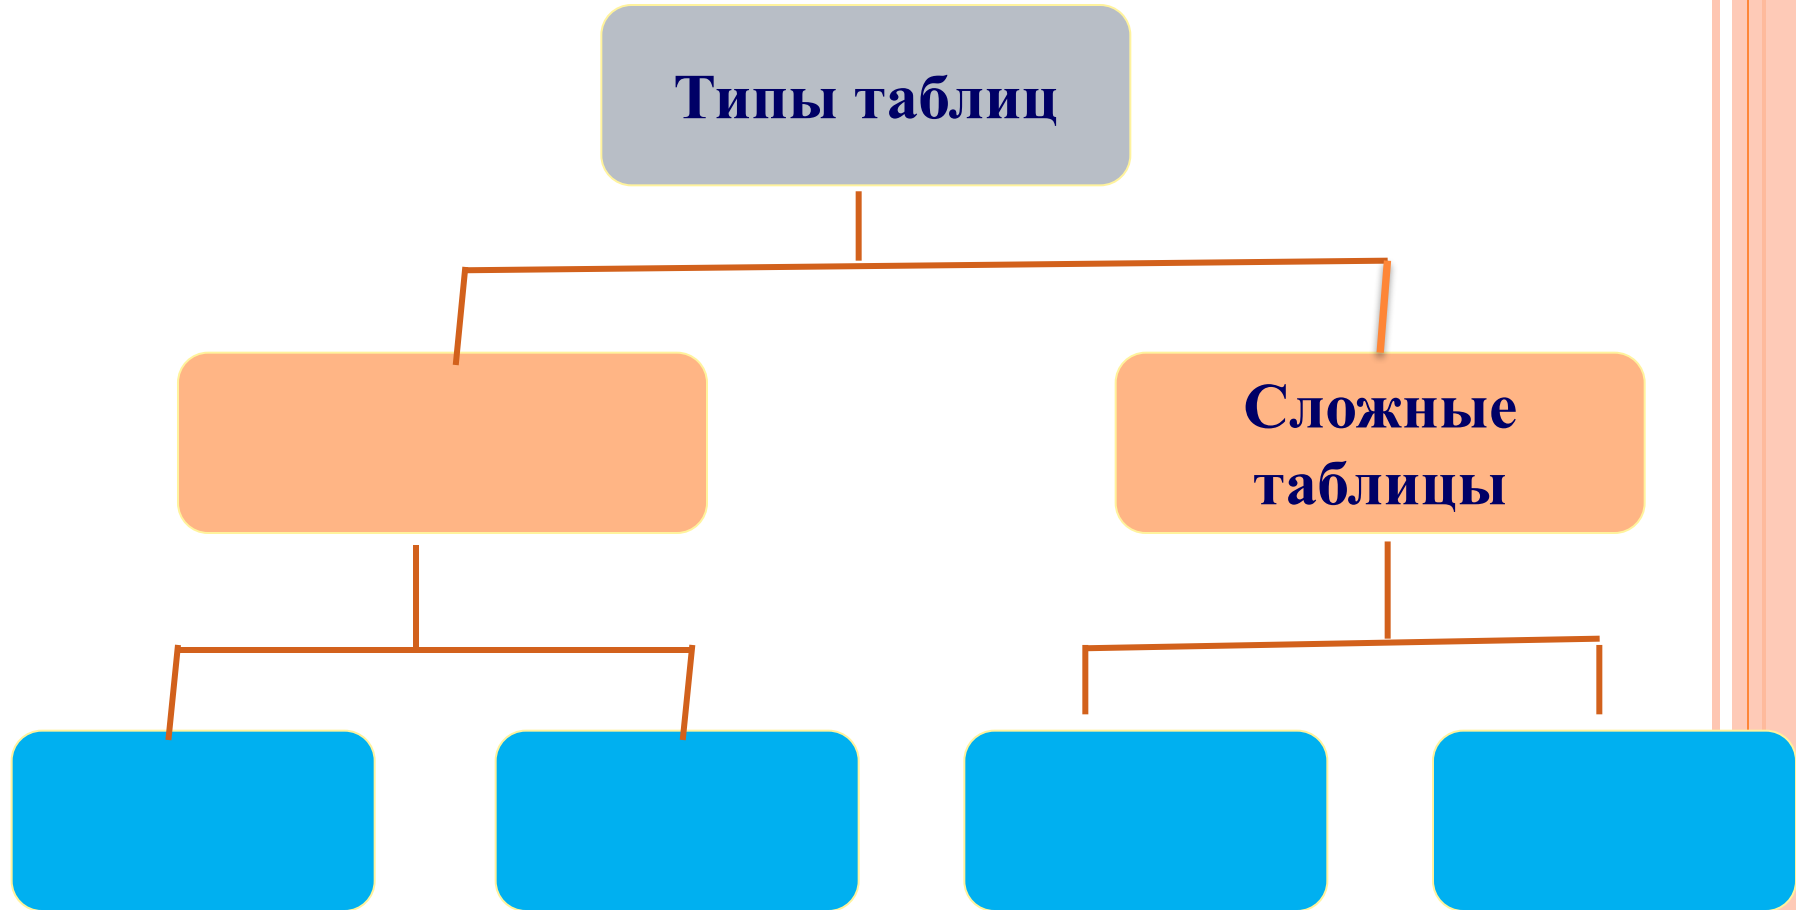 Типы таблиц
Сложные
таблицы